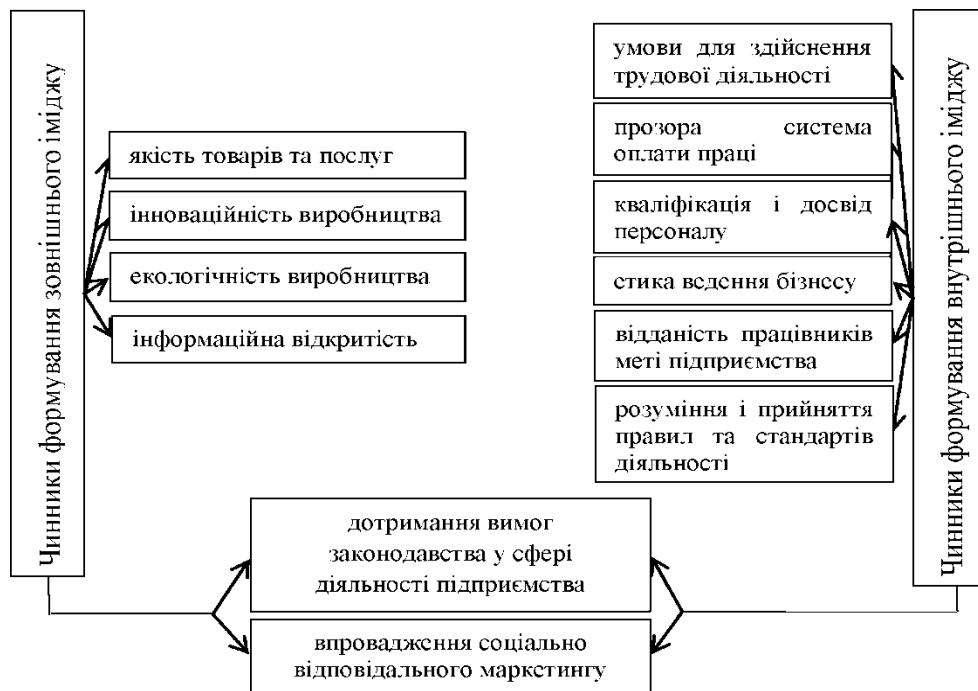 Чинники формування зовнішнього іміджу
якість товарів та послуг
інноваційність виробництва
екологічність виробництва
інформаційна відкритість
умови для здійснення
трудової діяльності
прозора система
оплати праці
кваліфікація і досвід
персоналу
етика ведення бізнесу
відданість працівників
меті підприємства
розуміння і прийняття
правил та стандартів
діяльності
Чинники формування внутрішнього іміджу
дотримання вимог
законодавства у сфері
діяльності підприємства
впровадження соціально
відповідального маркетингу